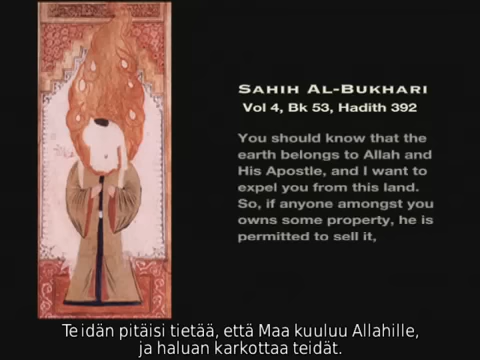 SAHIH AL-BUKHARI
Vol 4, Bk 53, Hadith 392
You should know that the
earth belongs to Allah and
His Apostle, and I want to
expel you from this land.
So, if anyone amongst you
owns some property, he is
permitted to sell it,
Teidän pitäisi tietää, että Maa kuuluu Allahille,
ja haluan karkottaa teidät.